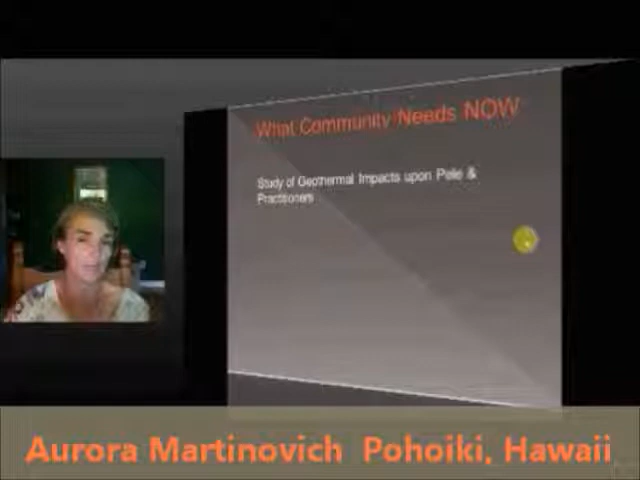 What Community Needs NOW
Study of Geothermal Impacts upon Pele &
Practitioners
Aurora Martinovich Pohoiki, Hawaii